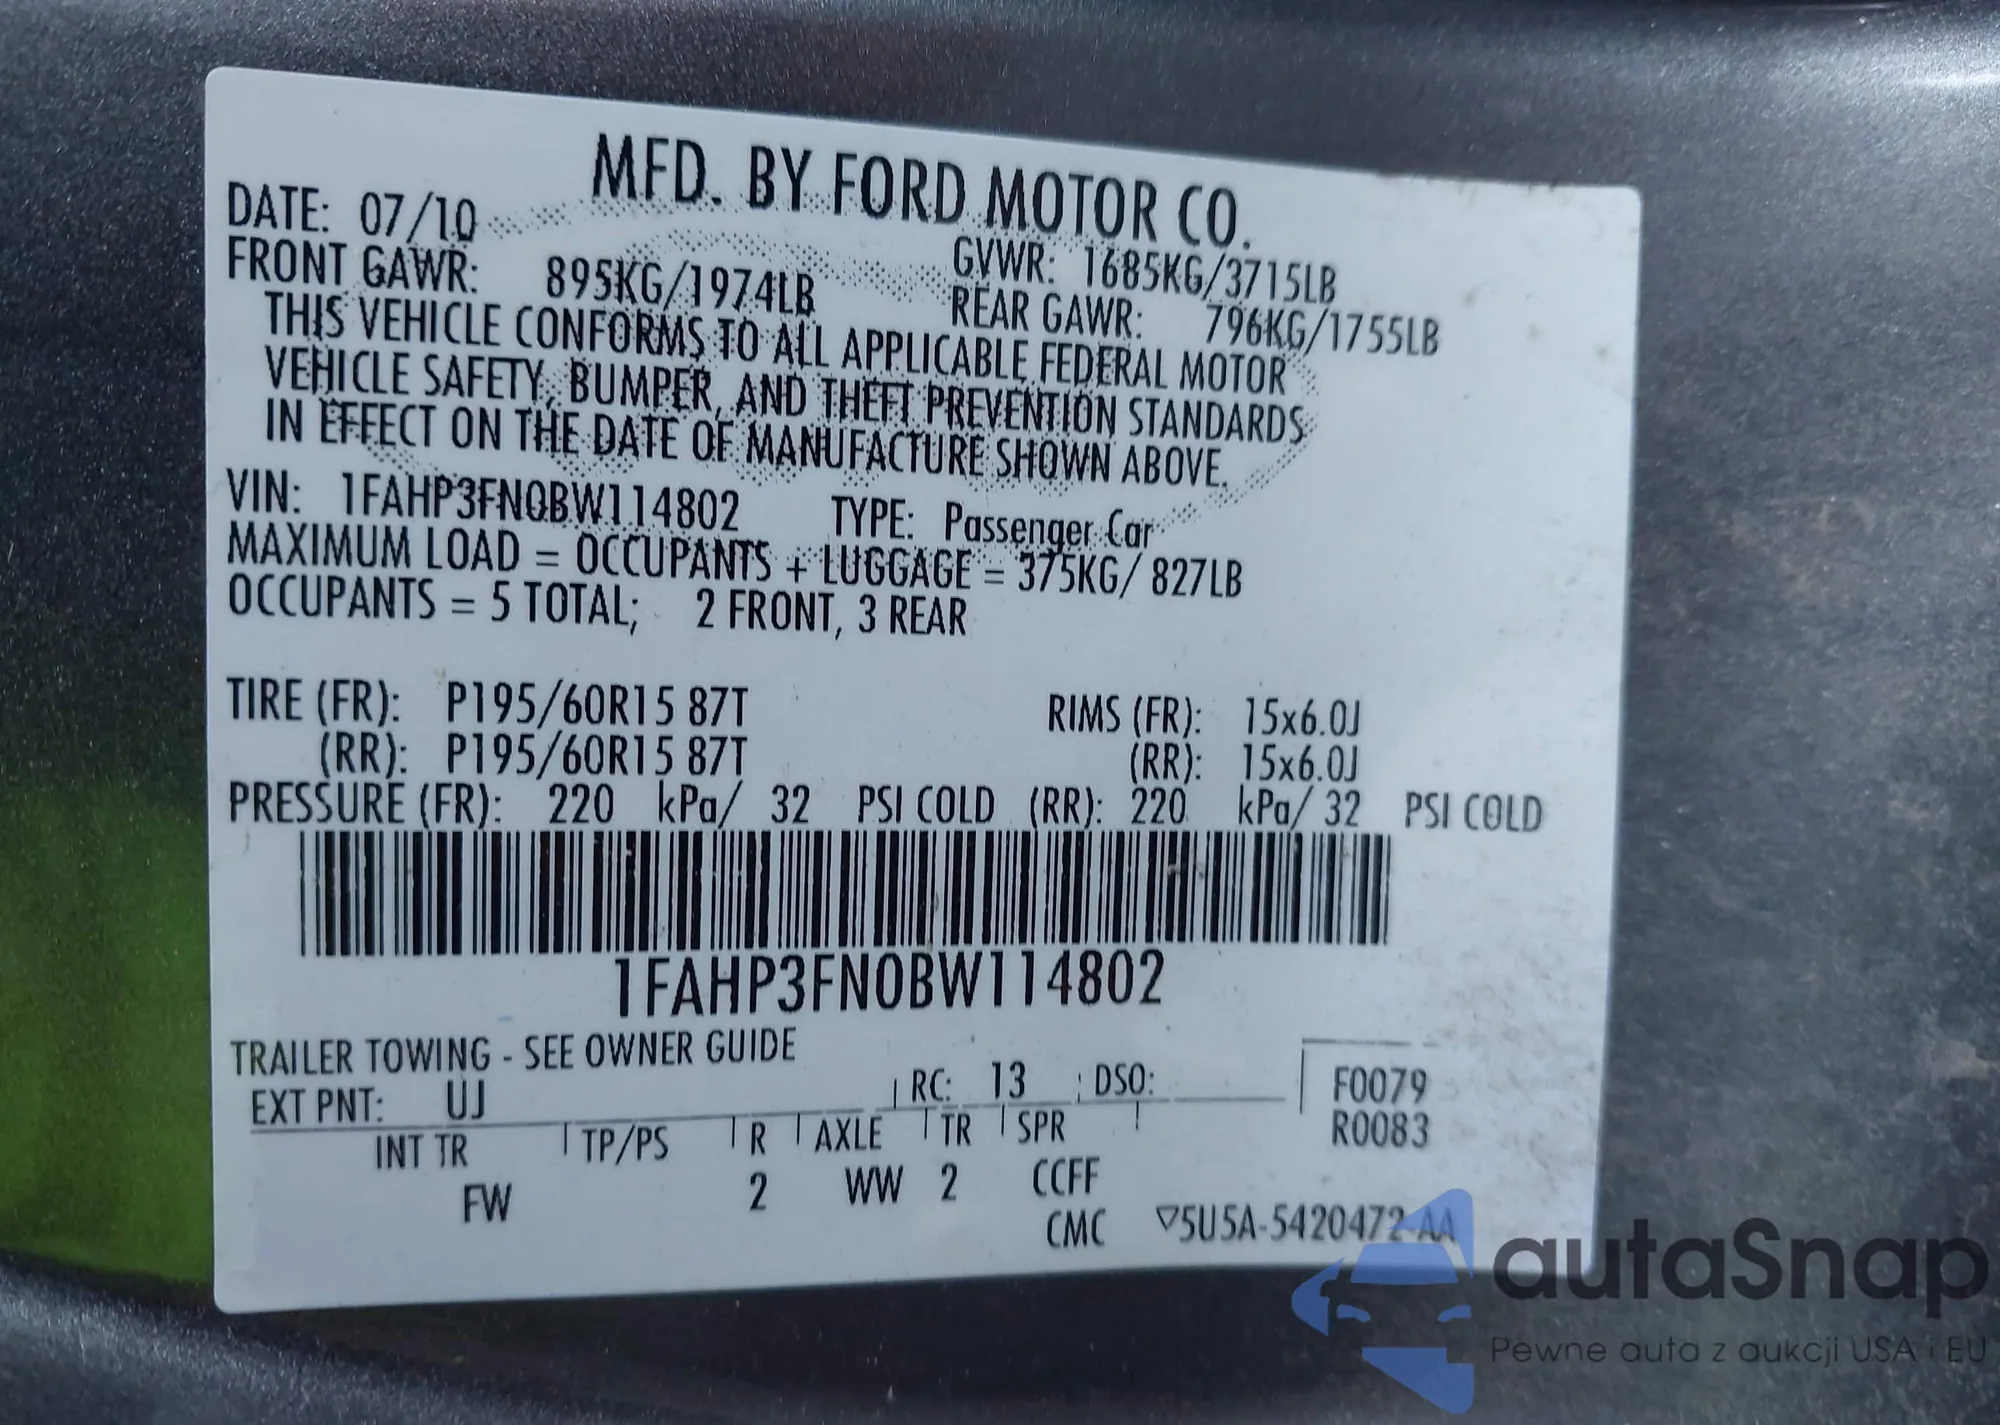 MFD. BY FORD MOTOR CO.
DATE: 07/10 GVWR: 1685KG/3715LB
FRONT GAWR: 895KG/1974LB REAR GAWR: 796KG/1755LB
THIS VEHICLE CONFORMS TO ALL APPLICABLE FEDERAL MOTOR
VEHICLE SAFETY, BUMPER, AND THEFT PREVENTION STANDARDS
IN EFFECT ON THE DATE OF MANUFACTURE SHOWN ABOVE.
VIN: 1FAHP3FN0BW114802 TYPE: Passenger Car
MAXIMUM LOAD = OCCUPANTS + LUGGAGE = 375KG/ 827LB
OCCUPANTS = 5 TOTAL; 2 FRONT, 3 REAR
TIRE (FR): P195/60R15 87T RIMS (FR): 15x6.0J
(RR): P195/60R15 87T (RR): 15x6.0J
PRESSURE (FR): 220 kPa/ 32 PSI COLD (RR): 220 kPa/ 32 PSI COLD
1FAHP3FN0BW114802
TRAILER TOWING - SEE OWNER GUIDE
EXT PNT: UJ RC: 13 DSO: F0079
R0083
INT TR TP/PS R AXLE TR SPR
FW 2 WW 2 CCFF
CMC ▽5U5A-5420472-AA
autaSnap
Pewne auta z aukcji USA i EU